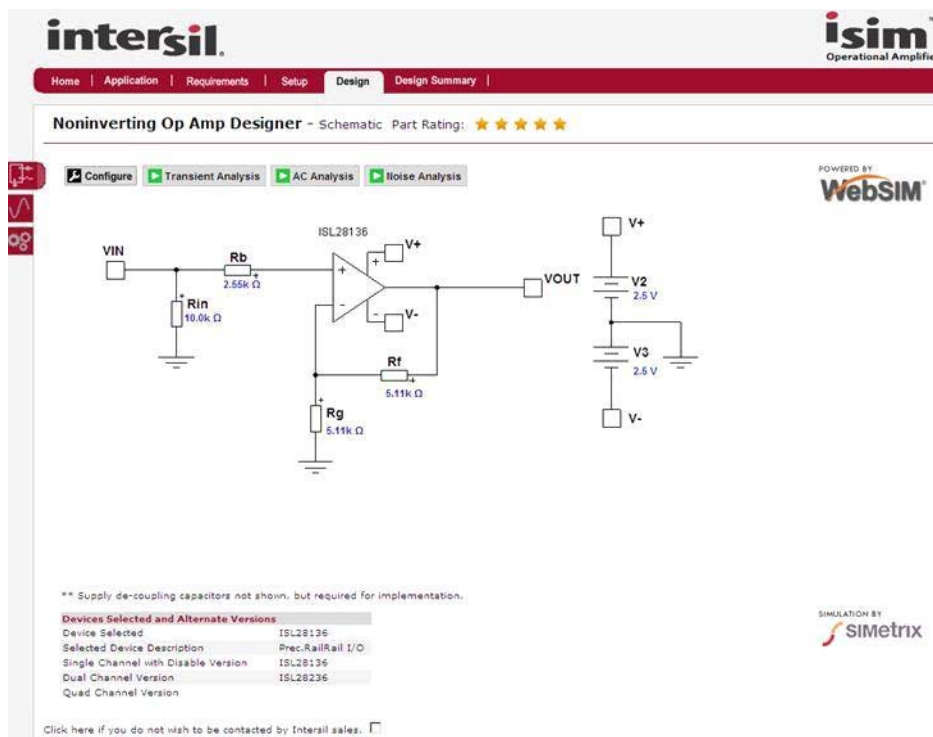 intersil.
isim™
Operational Amplifie
Home | Application | Requirements | Setup Design Design Summary |
Noninverting Op Amp Designer - Schematic Part Rating:
Configure Transient Analysis AC Analysis Noise Analysis
POWERED BY
WebSIM
ISL28136
V+
V+
VIN
Rb
+
+
2.55k Ω
VOUT
V2
2.5 V
Rin
+
10.0k Ω
-
-
V-
V3
2.5 V
Rf
+
5.11k Ω
+
Rg
5.11k Ω
V-
** Supply de-coupling capacitors not shown, but required for implementation.
Devices Selected and Alternate Versions
Device Selected ISL28136
Selected Device Description Prec.RailRail I/O
Single Channel with Disable Version ISL28136
Dual Channel Version ISL28236
Quad Channel Version
SIMULATION BY
SIMetrix
Click here if you do not wish to be contacted by Intersil sales.